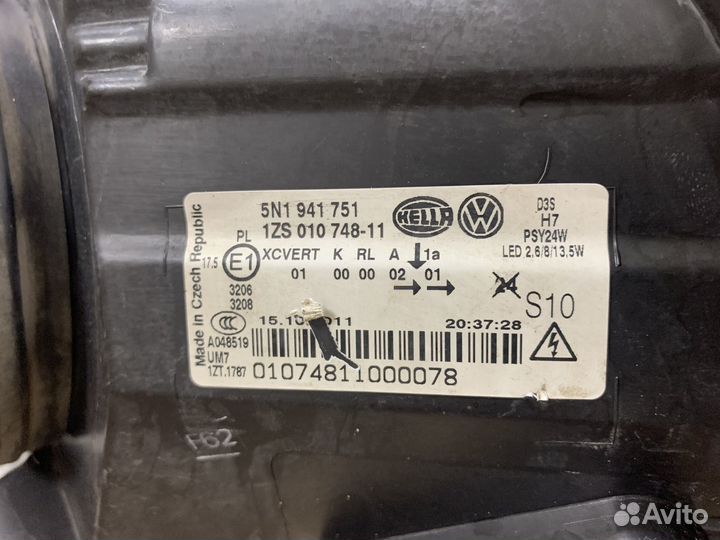 Made in Czech Republic
5N1 941 751
1ZS 010 748-11
HELLA
VW
D3S
H7
PSY24W
LED 2,6/8/13.5W
PL
17.5
E1
XCVERT K RL A 1a
01 00 00 02 01
3206
3208
24
S10
CCC
A048519
UM7
1ZT.1787
20:37:28
01074811000078
F62
Avito